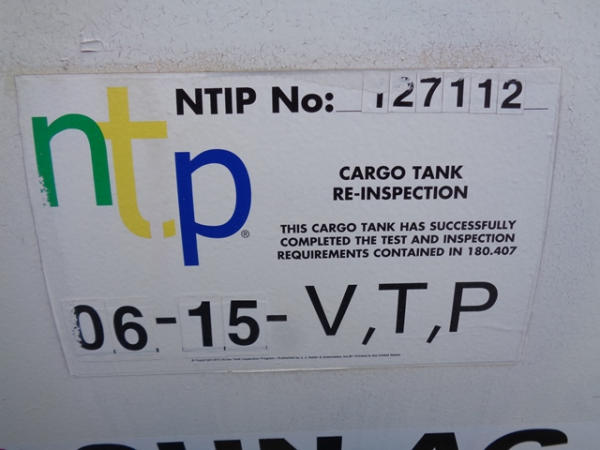 ntp®
NTIP No: 127112
CARGO TANK
RE-INSPECTION
THIS CARGO TANK HAS SUCCESSFULLY
COMPLETED THE TEST AND INSPECTION
REQUIREMENTS CONTAINED IN 180.407
06-15- V,T,P